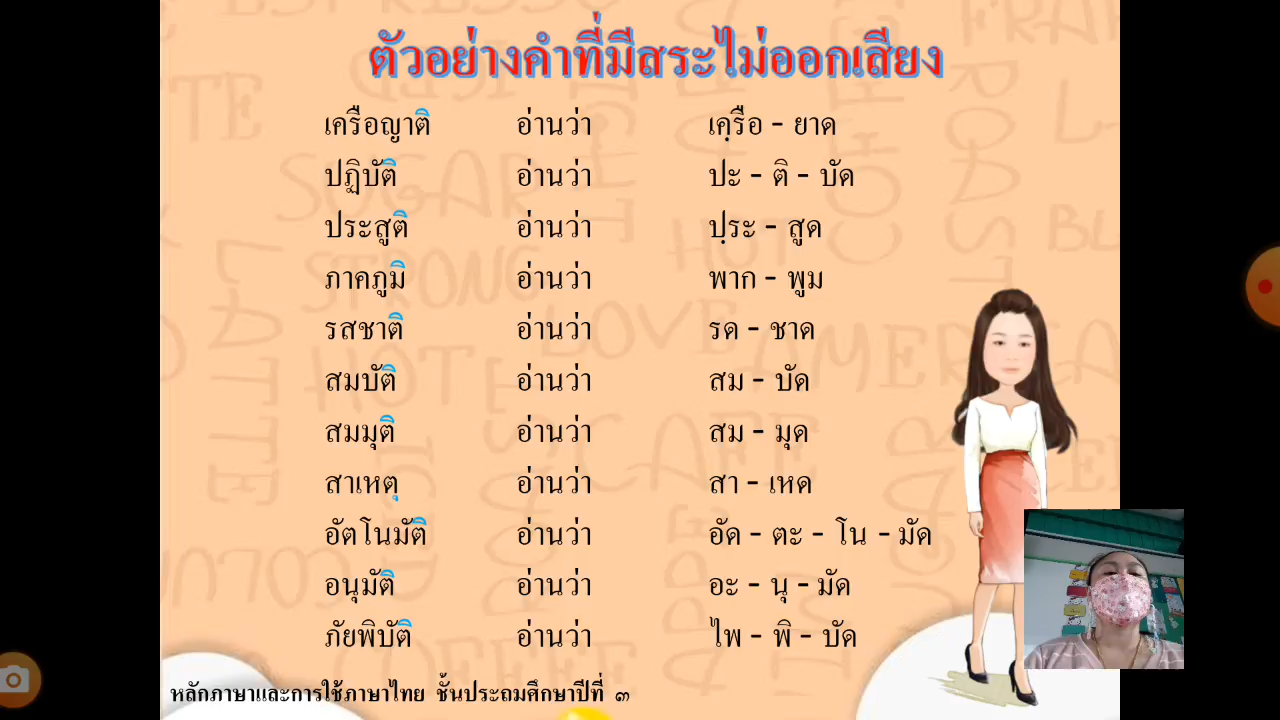 ตัวอย่างคำที่มีสระไม่ออกเสียง
เครือญาติ อ่านว่า เคฺรือ - ยาด
ปฏิบัติ อ่านว่า ปะ - ติ - บัด
ประสูติ อ่านว่า ปฺระ - สูด
ภาคภูมิ อ่านว่า พาก - พูม
รสชาติ อ่านว่า รด - ชาด
สมบัติ อ่านว่า สม - บัด
สมมุติ อ่านว่า สม - มุด
สาเหตุ อ่านว่า สา - เหด
อัตโนมัติ อ่านว่า อัด - ตะ - โน - มัด
อนุมัติ อ่านว่า อะ - นุ - มัด
ภัยพิบัติ อ่านว่า ไพ - พิ - บัด
หลักภาษาและการใช้ภาษาไทย ชั้นประถมศึกษาปีที่ ๓